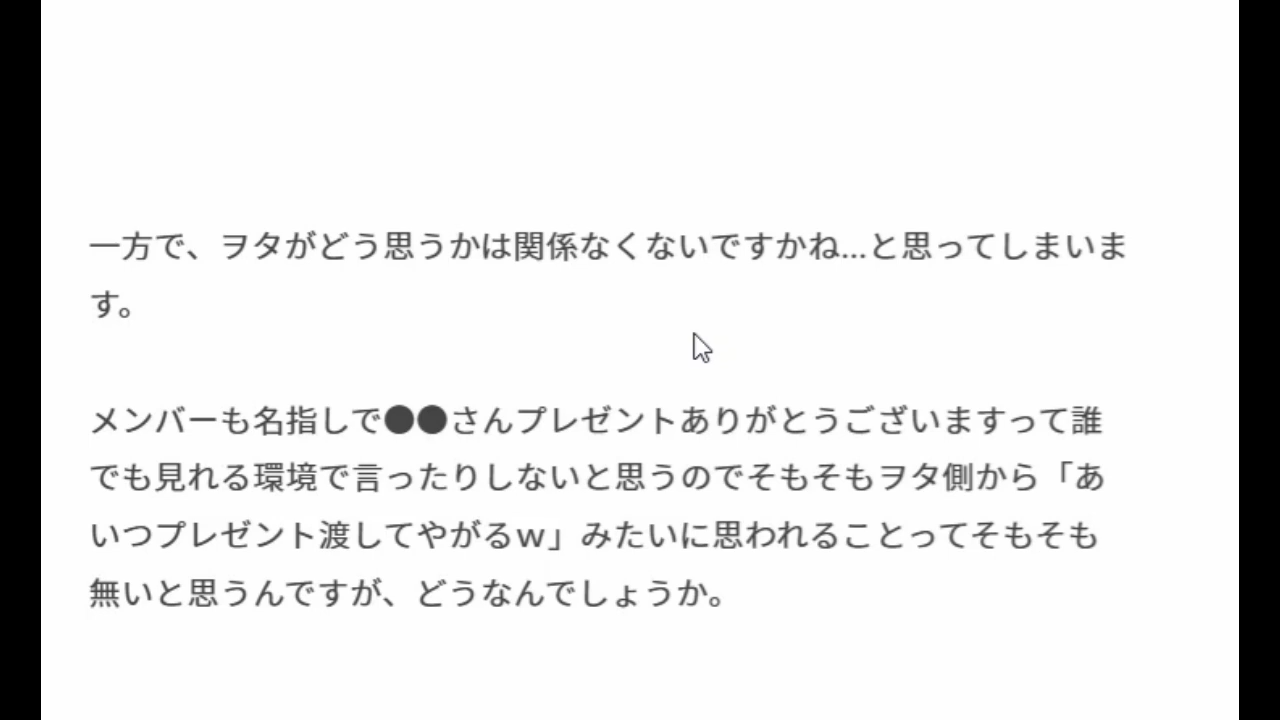 一方で、ヲタがどう思うかは関係なくないですかね...と思ってしまいま
す。
メンバーも名指しで●●さんプレゼントありがとうございますって誰
でも見れる環境で言ったりしないと思うのでそもそもヲタ側から「あ
いつプレゼント渡してやがるｗ」みたいに思われることってそもそも
無いと思うんですが、どうなんでしょうか。